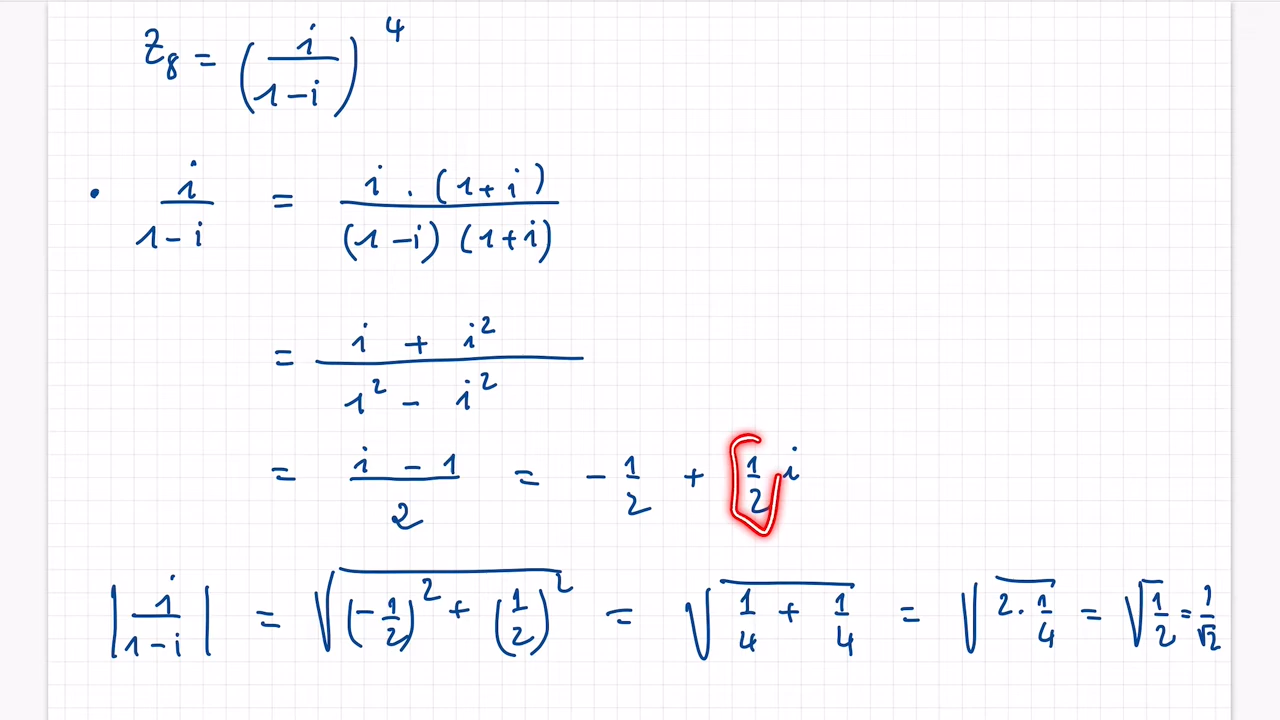 z₈ = (i/(1-i))⁴
• i/(1-i) = i·(1+i)/((1-i)(1+i))
= (i + i²)/(1² - i²)
= (i - 1)/2 = -1/2 + 1/2 i
|i/(1-i)| = √((-1/2)² + (1/2)²) = √(1/4 + 1/4) = √(2·1/4) = √(1/2) = 1/√2